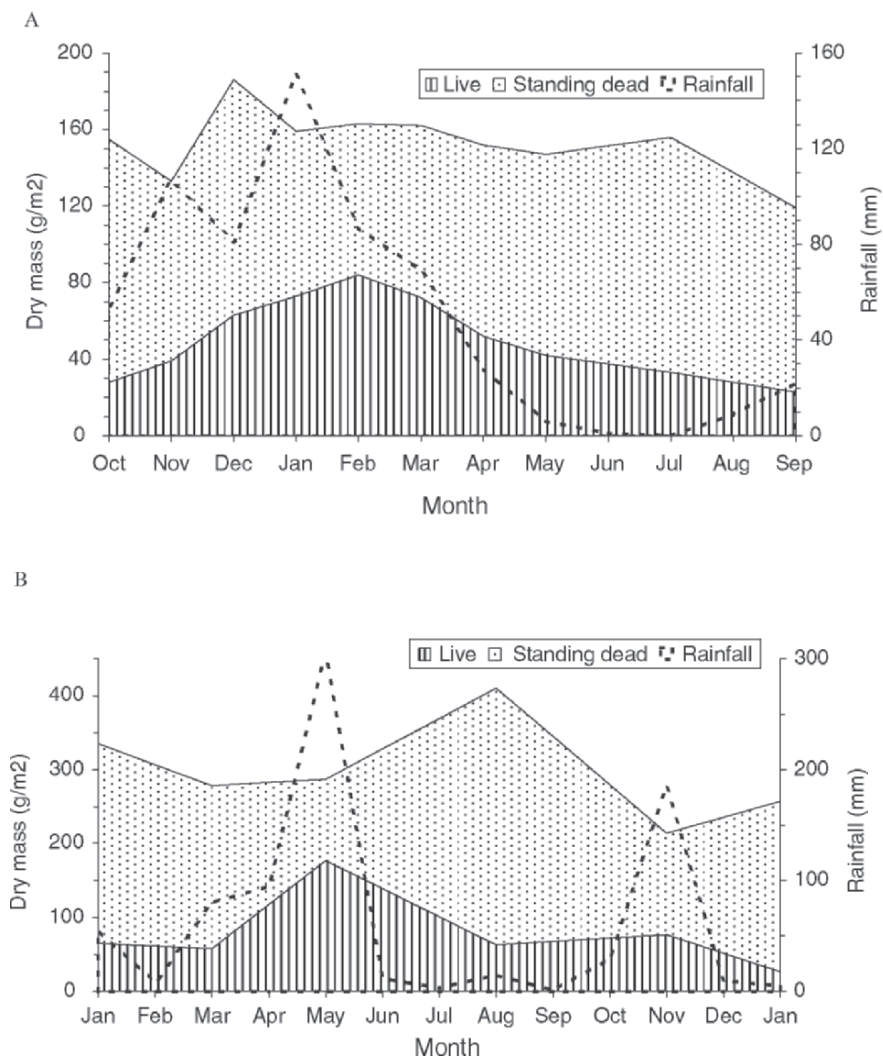 A
200
160
120
80
40
0
Dry mass (g/m2)
160
120
80
40
0
Rainfall (mm)
Live Standing dead Rainfall
Oct Nov Dec Jan Feb Mar Apr May Jun Jul Aug Sep
Month
B
400
300
200
100
0
Dry mass (g/m2)
300
200
100
0
Rainfall (mm)
Live Standing dead Rainfall
Jan Feb Mar Apr May Jun Jul Aug Sep Oct Nov Dec Jan
Month